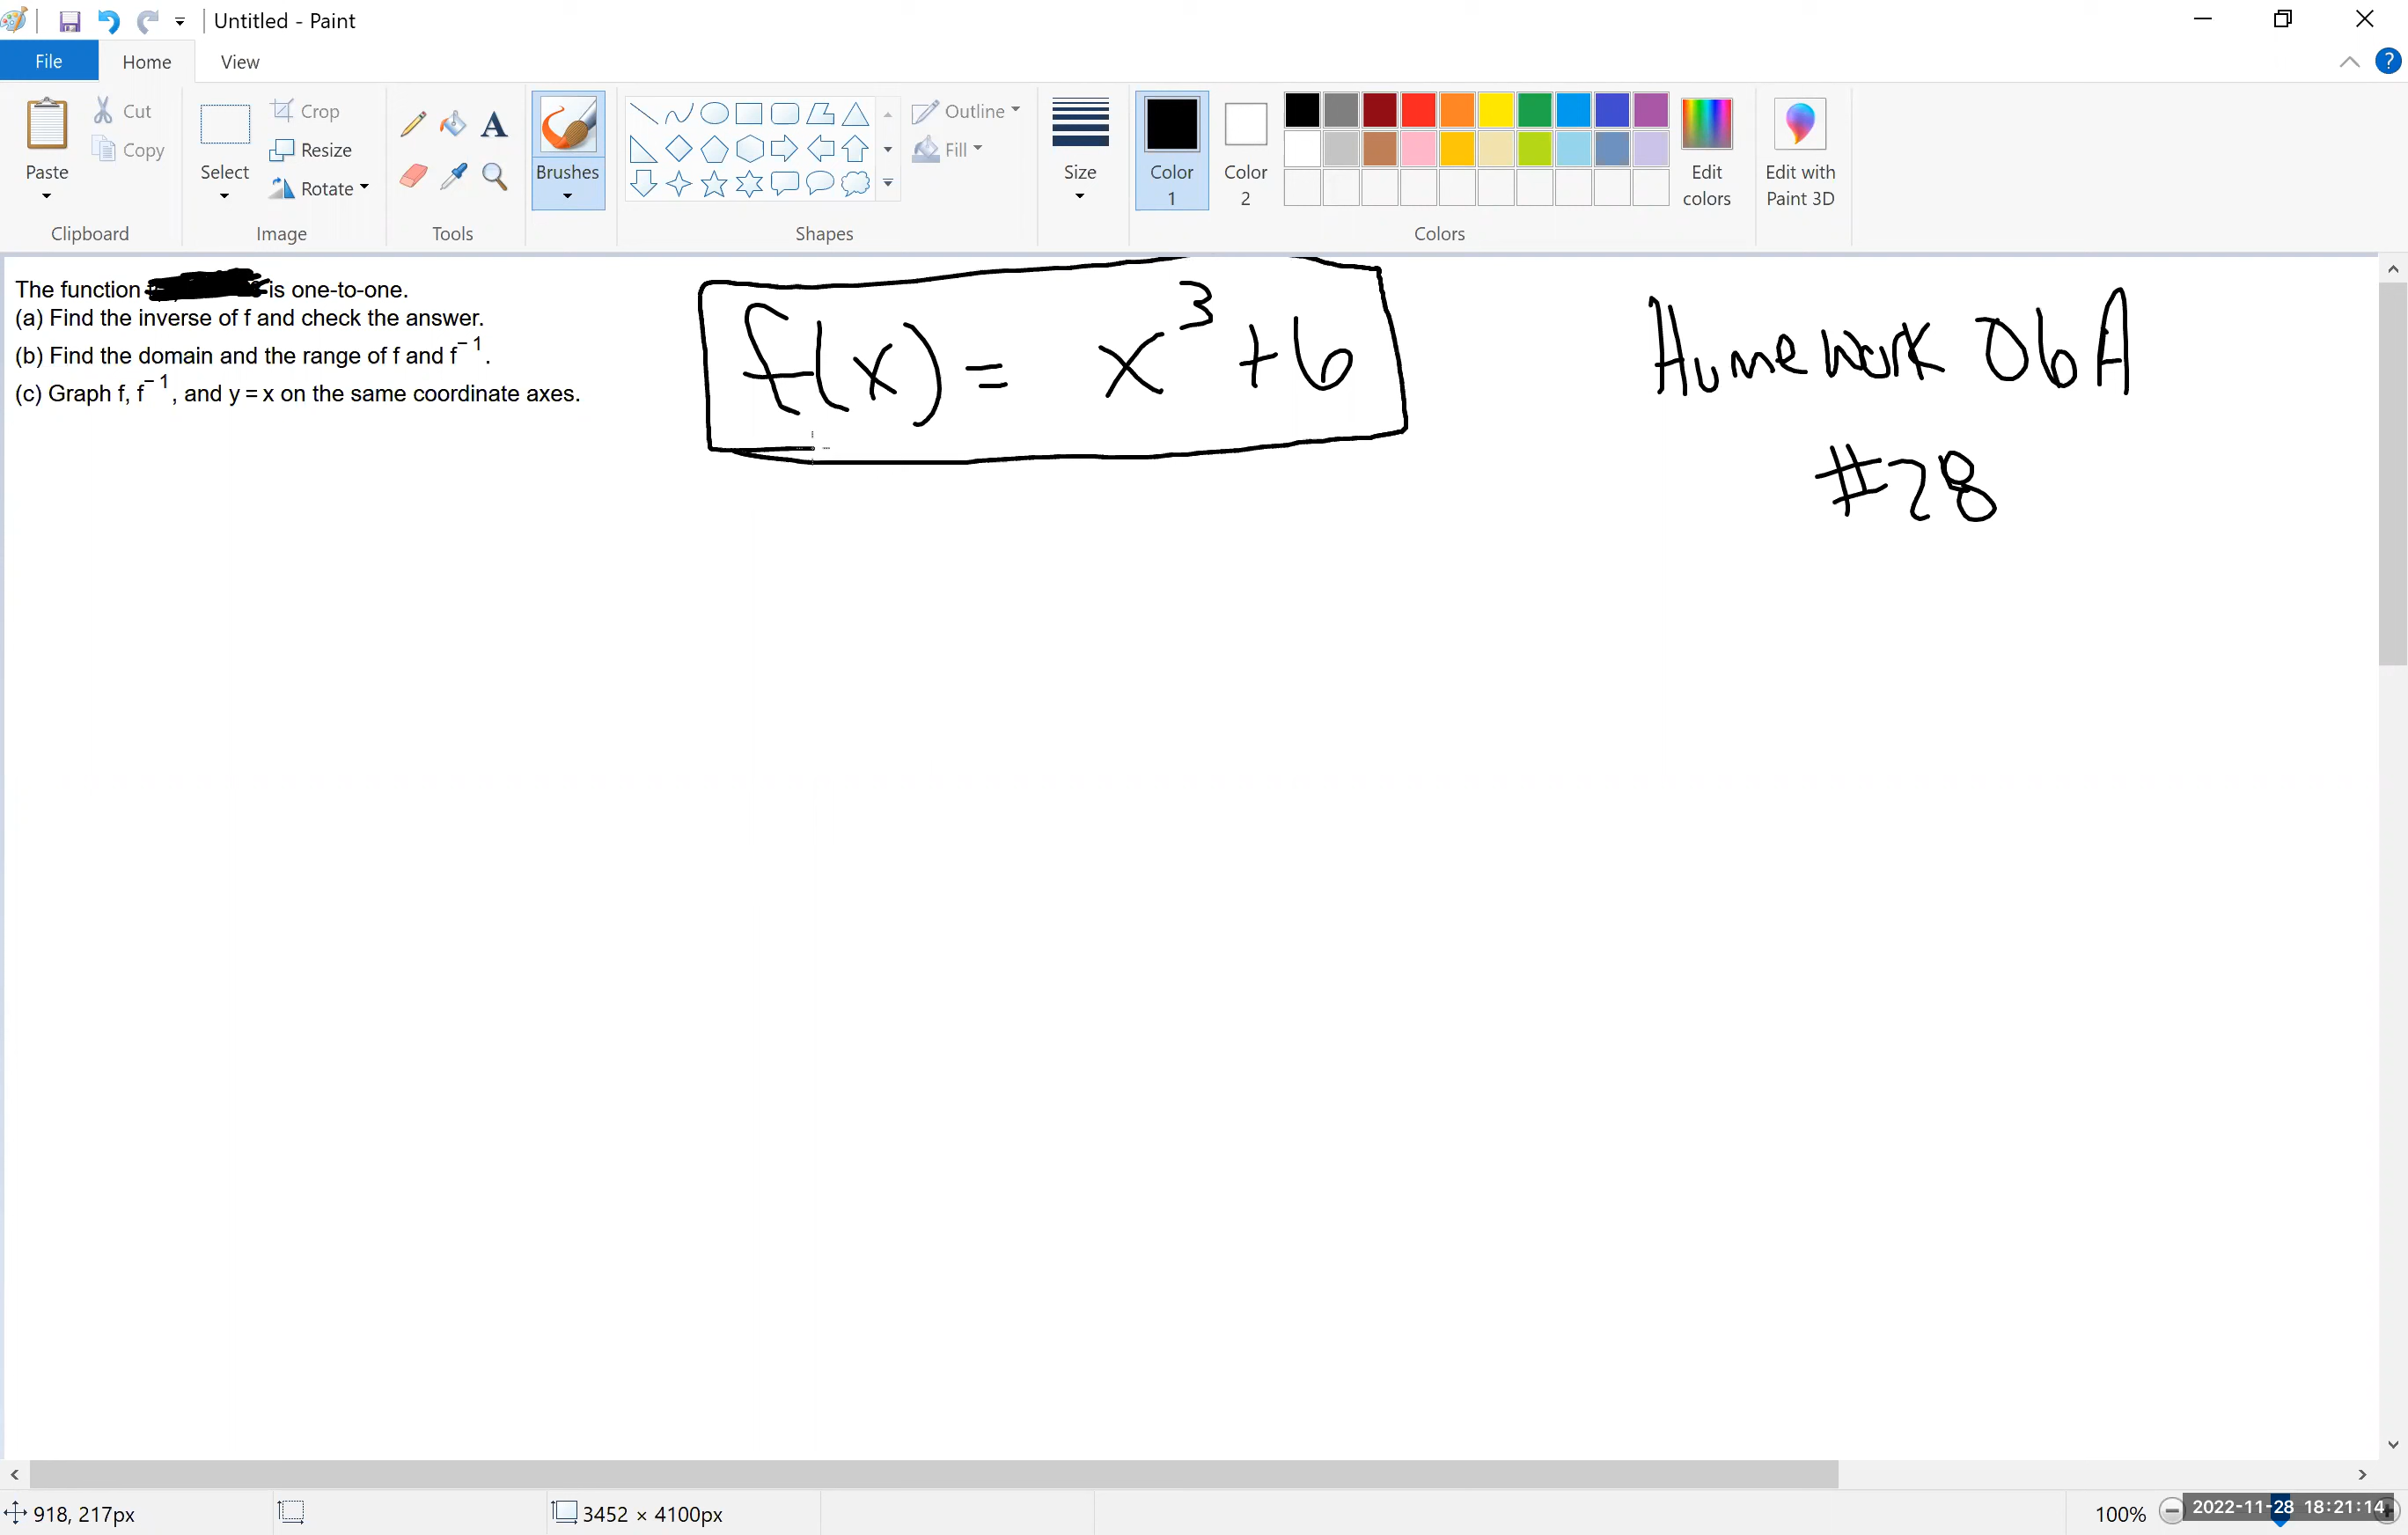 Untitled - Paint
File Home View
Paste
Cut
Copy
Clipboard
Select
Crop
Resize
Rotate
Image
A
Tools
Brushes
Shapes
Outline
Fill
Size
Color 1
Color 2
Edit colors
Colors
Edit with Paint 3D
?
The function is one-to-one.
(a) Find the inverse of f and check the answer.
(b) Find the domain and the range of f and f⁻¹.
(c) Graph f, f⁻¹, and y = x on the same coordinate axes.
f(x) = x³ + 6
Homework 06A
#28
918, 217px
3452 × 4100px
100%
2022-11-28 18:21:14